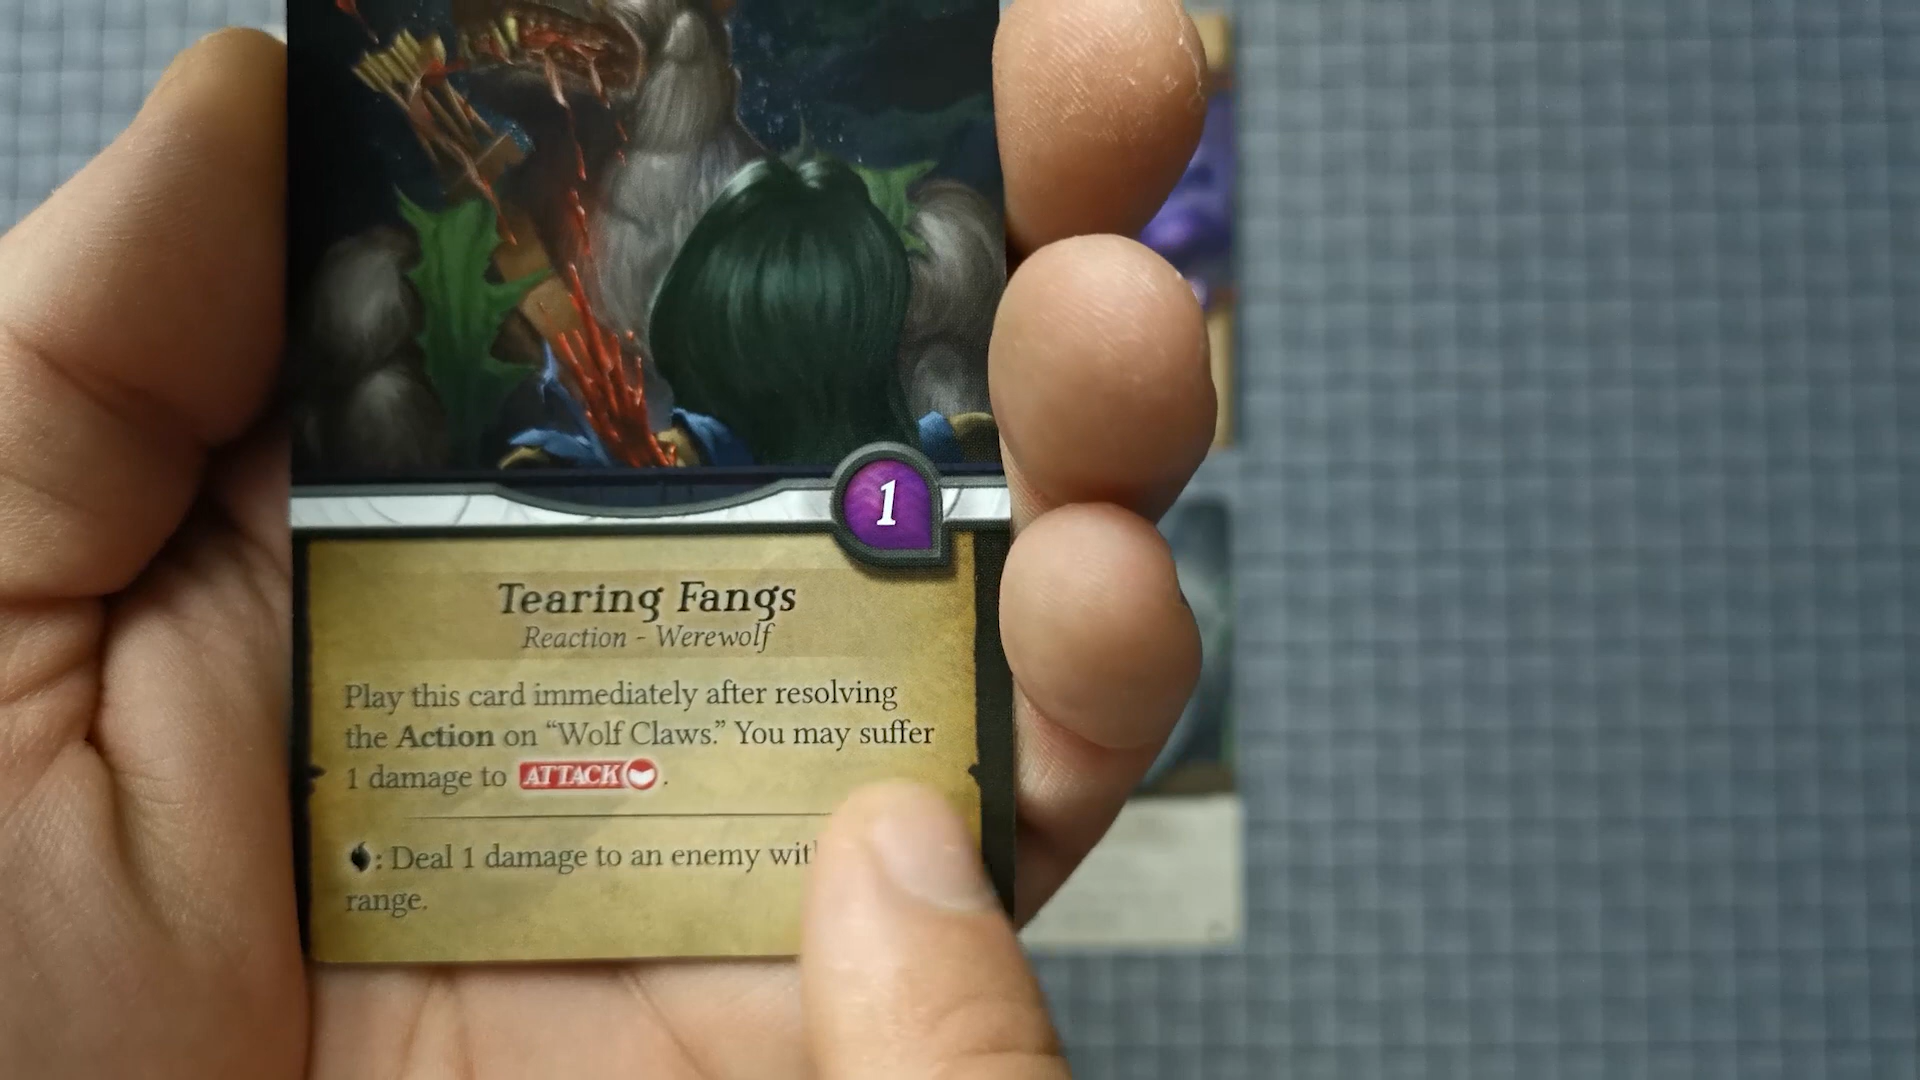 1
Tearing Fangs
Reaction - Werewolf
Play this card immediately after resolving
the Action on “Wolf Claws.” You may suffer
1 damage to ATTACK.
: Deal 1 damage to an enemy
range.